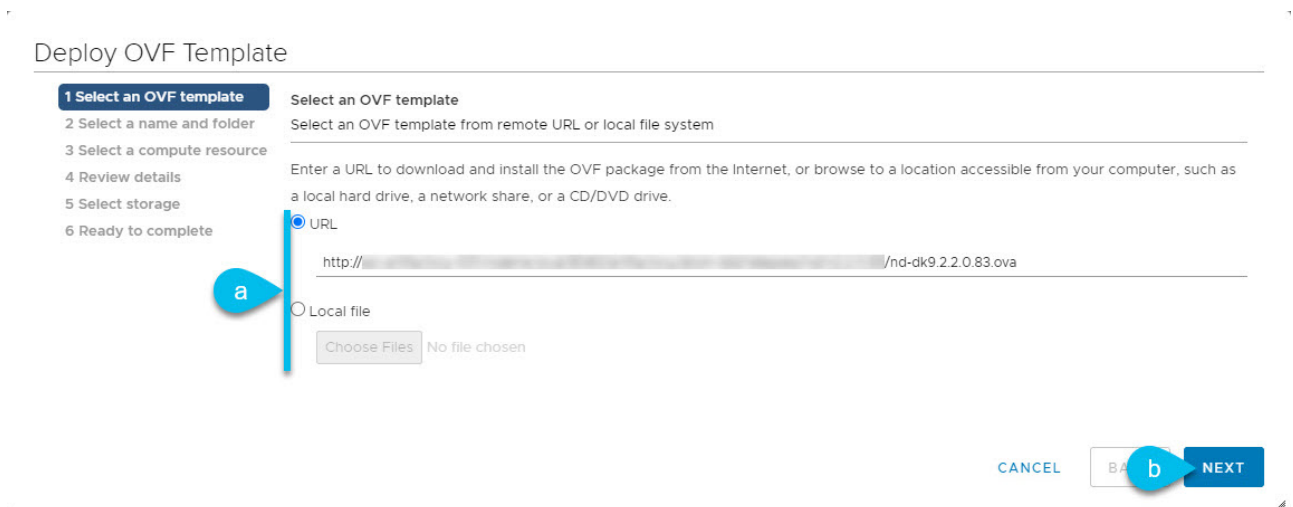 Deploy OVF Template
1 Select an OVF template
2 Select a name and folder
3 Select a compute resource
4 Review details
5 Select storage
6 Ready to complete
Select an OVF template
Select an OVF template from remote URL or local file system
Enter a URL to download and install the OVF package from the Internet, or browse to a location accessible from your computer, such as
a local hard drive, a network share, or a CD/DVD drive.
URL
http:// /nd-dk9.2.2.0.83.ova
a
Local file
Choose Files No file chosen
CANCEL
b
NEXT